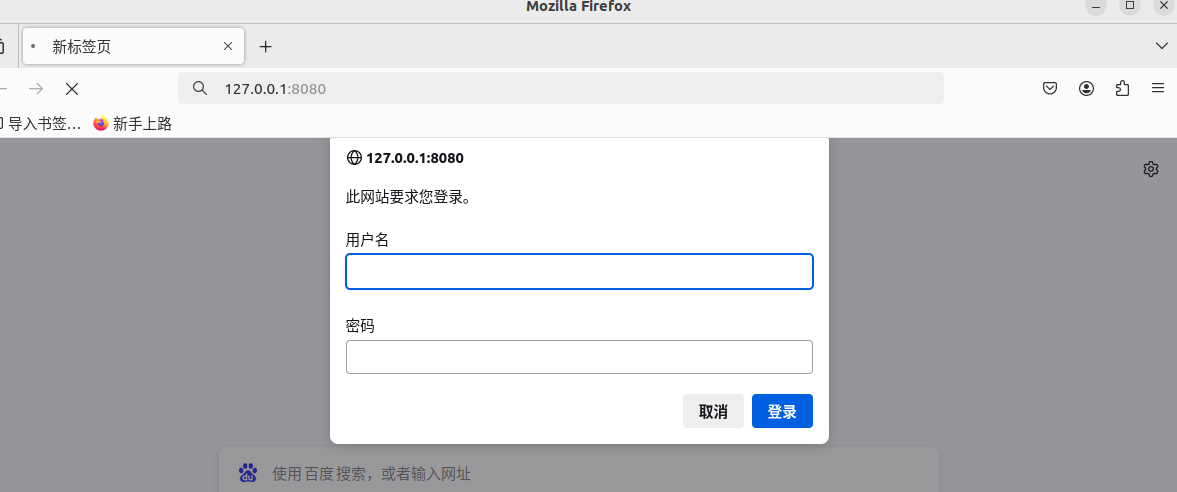 Mozilla Firefox
新标签页
127.0.0.1:8080
导入书签…
新手上路
127.0.0.1:8080
此网站要求您登录。
用户名
密码
取消
登录
du
使用 百度 搜索，或者输入网址